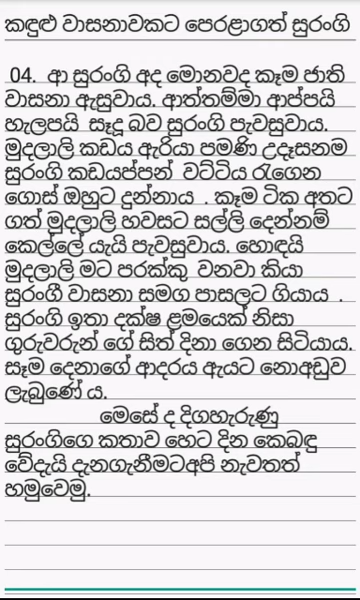 කඳුළු වාසනාවකට පෙරළාගත් සුරංගි
04. ආ සුරංගි අද මොනවද කෑම ජාති
වාසනා ඇසුවාය. ආත්තම්මා ආප්පයි
හැලපයි සෑදූ බව සුරංගි පැවසුවාය.
මුදලාලි කඩය ඇරියා පමණි උදෑසනම
සුරංගි කඩයප්පන් වට්ටිය රැගෙන
ගොස් ඔහුට දුන්නාය . කෑම ටික අතට
ගත් මුදලාලි හවසට සල්ලි දෙන්නම්
කෙල්ලේ යැයි පැවසුවාය. හොඳයි
මුදලාලි මට පරක්කු වනවා කියා
සුරංගී වාසනා සමග පාසලට ගියාය .
සුරංගි ඉතා දක්ෂ ළමයෙක් නිසා
ගුරුවරුන් ගේ සිත් දිනා ගෙන සිටියාය.
සෑම දෙනාගේ ආදරය ඇයට නොඅඩුව
ලැබුණේ ය.
මෙසේ ද දිගහැරුණු
සුරංගිගෙ කතාව හෙට දින කෙබඳු
වේදැයි දැනගැනීමටඅපි නැවතත්
හමුවෙමු.